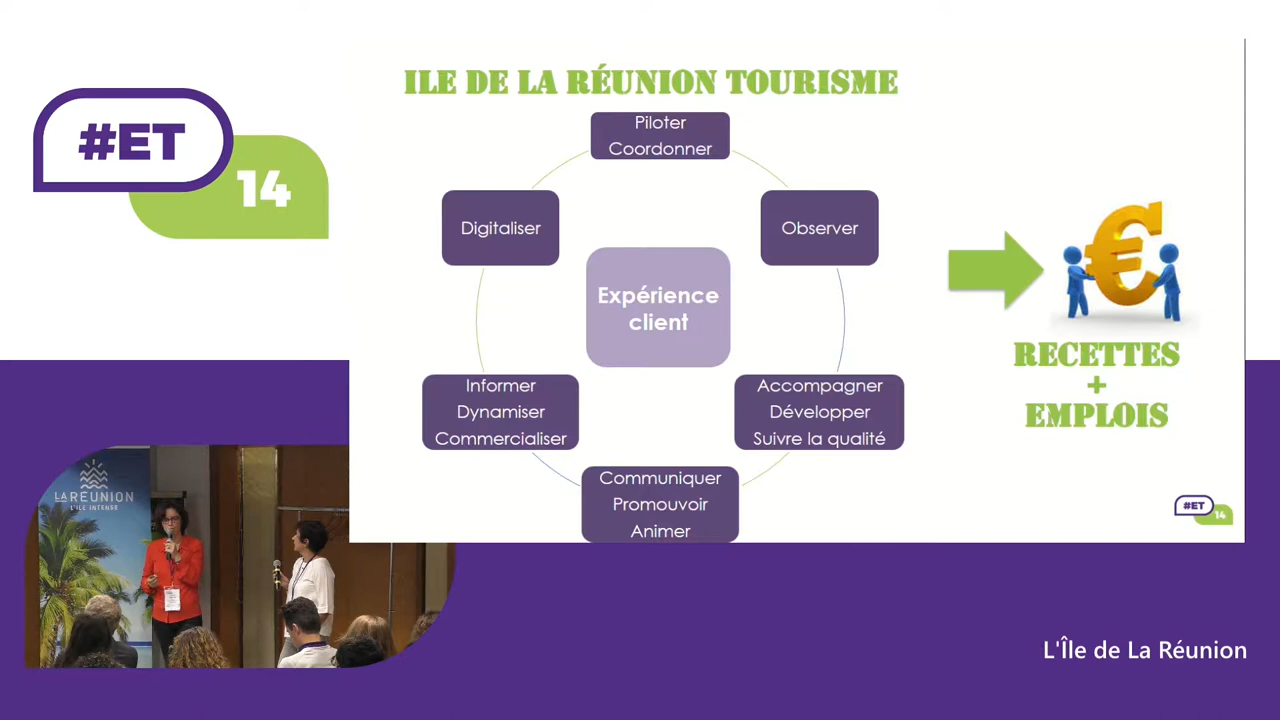 #ET
14
ILE DE LA RÉUNION TOURISME
Piloter
Coordonner
Digitaliser
Observer
Expérience
client
Informer
Dynamiser
Commercialiser
Accompagner
Développer
Suivre la qualité
Communiquer
Promouvoir
Animer
RECETTES
+
EMPLOIS
#ET
14
LA RÉUNION
L'ÎLE INTENSE
L'Île de La Réunion